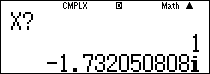 CMPLX D Math ▲
X?
1
-1.732050808i